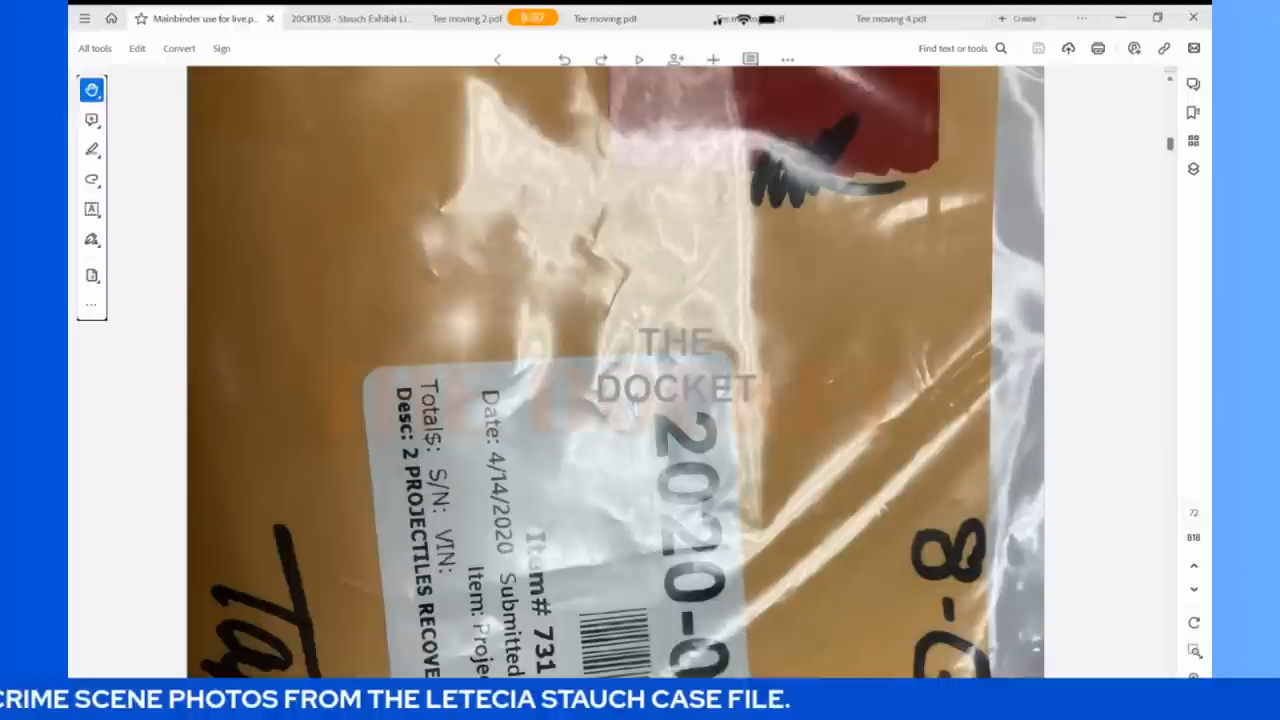 Mainbinder use for live.p...
20CR1358 - Stauch Exhibit Li...
Tee moving 2.pdf
Tee moving.pdf
Tee moving 4.pdf
Create
All tools
Edit
Convert
Sign
Find text or tools
THE
DOCKET
2020-0
Item# 731
Date: 4/14/2020 Submitted
Item: Proje
Total$: S/N: VIN:
Desc: 2 PROJECTILES RECOVE
8-
72
818
CRIME SCENE PHOTOS FROM THE LETECIA STAUCH CASE FILE.